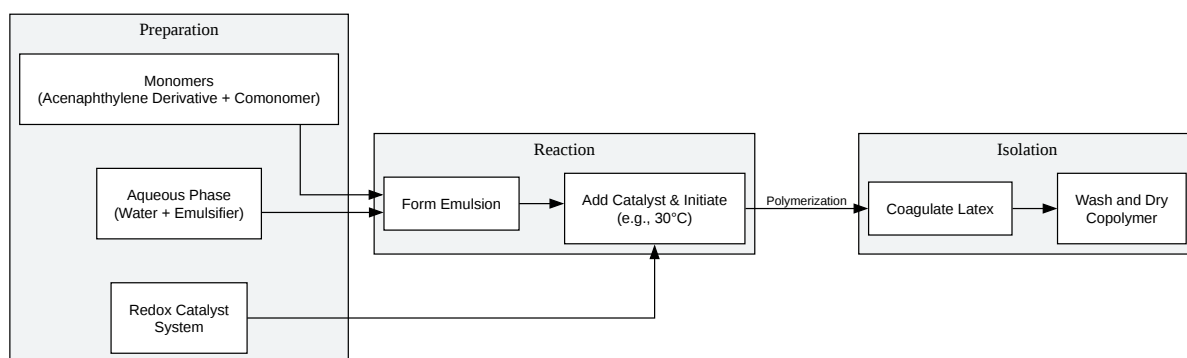 Preparation
Monomers
(Acenaphthylene Derivative + Comonomer)
Aqueous Phase
(Water + Emulsifier)
Redox Catalyst
System
Reaction
Form Emulsion
Add Catalyst & Initiate
(e.g., 30°C)
Polymerization
Isolation
Coagulate Latex
Wash and Dry
Copolymer